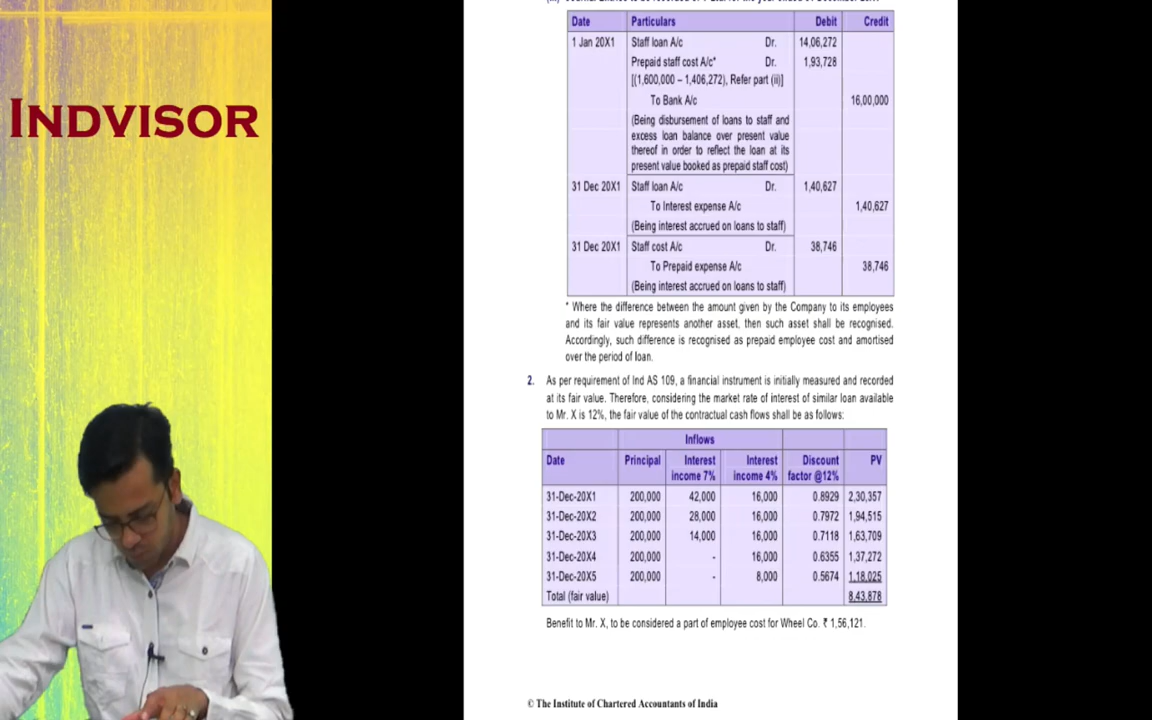 INDVISOR
Date Particulars Debit Credit
1 Jan 20X1 Staff loan A/c Dr. 14,06,272
Prepaid staff cost A/c* Dr. 1,93,728
[(1,600,000 – 1,406,272), Refer part (ii)]
To Bank A/c 16,00,000
(Being disbursement of loans to staff and
excess loan balance over present value
thereof in order to reflect the loan at its
present value booked as prepaid staff cost)
31 Dec 20X1 Staff loan A/c Dr. 1,40,627
To Interest expense A/c 1,40,627
(Being interest accrued on loans to staff)
31 Dec 20X1 Staff cost A/c Dr. 38,746
To Prepaid expense A/c 38,746
(Being interest accrued on loans to staff)
* Where the difference between the amount given by the Company to its employees
and its fair value represents another asset, then such asset shall be recognised.
Accordingly, such difference is recognised as prepaid employee cost and amortised
over the period of loan.
2. As per requirement of Ind AS 109, a financial instrument is initially measured and recorded
at its fair value. Therefore, considering the market rate of interest of similar loan available
to Mr. X is 12%, the fair value of the contractual cash flows shall be as follows:
Inflows
Date Principal Interest income 7% Interest income 4% Discount factor @12% PV
31-Dec-20X1 200,000 42,000 16,000 0.8929 2,30,357
31-Dec-20X2 200,000 28,000 16,000 0.7972 1,94,515
31-Dec-20X3 200,000 14,000 16,000 0.7118 1,63,709
31-Dec-20X4 200,000 - 16,000 0.6355 1,37,272
31-Dec-20X5 200,000 - 8,000 0.5674 1,18,025
Total (fair value) 8,43,878
Benefit to Mr. X, to be considered a part of employee cost for Wheel Co. ₹ 1,56,121.
© The Institute of Chartered Accountants of India